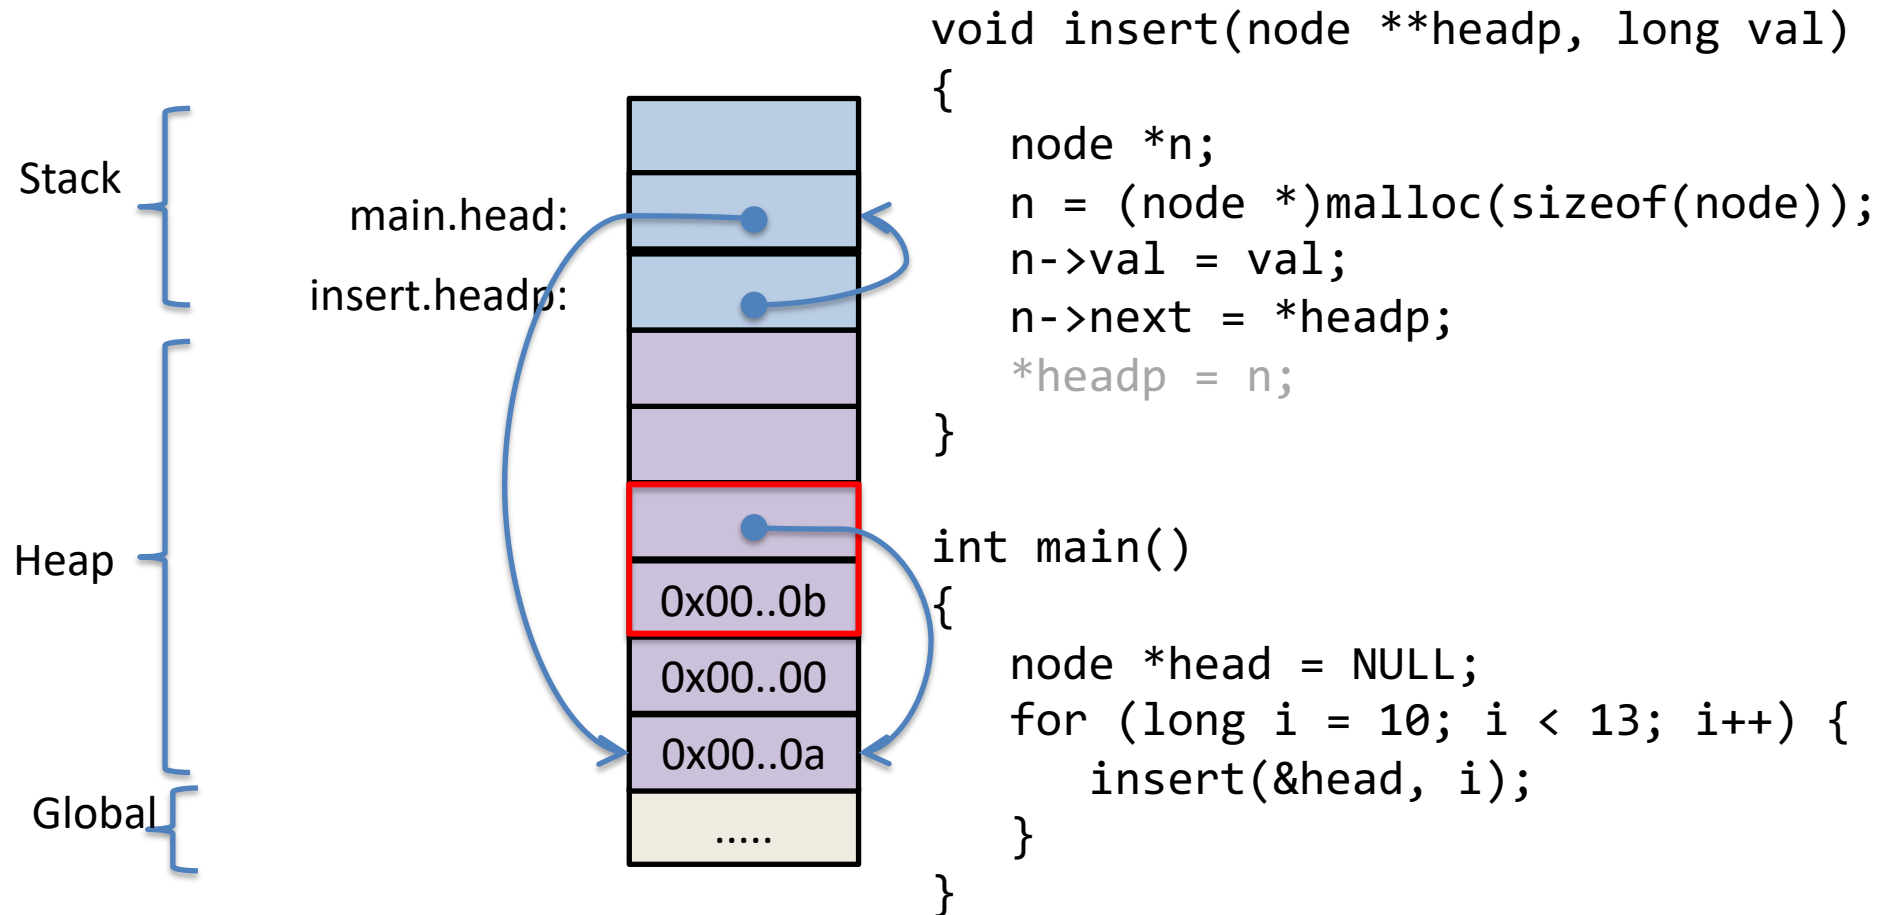 void insert(node **headp, long val)
{
node *n;
n = (node *)malloc(sizeof(node));
n->val = val;
n->next = *headp;
*headp = n;
}
int main()
{
node *head = NULL;
for (long i = 10; i < 13; i++) {
insert(&head, i);
}
}
Stack
main.head:
insert.headp:
Heap
0x00..0b
0x00..00
0x00..0a
Global
.....